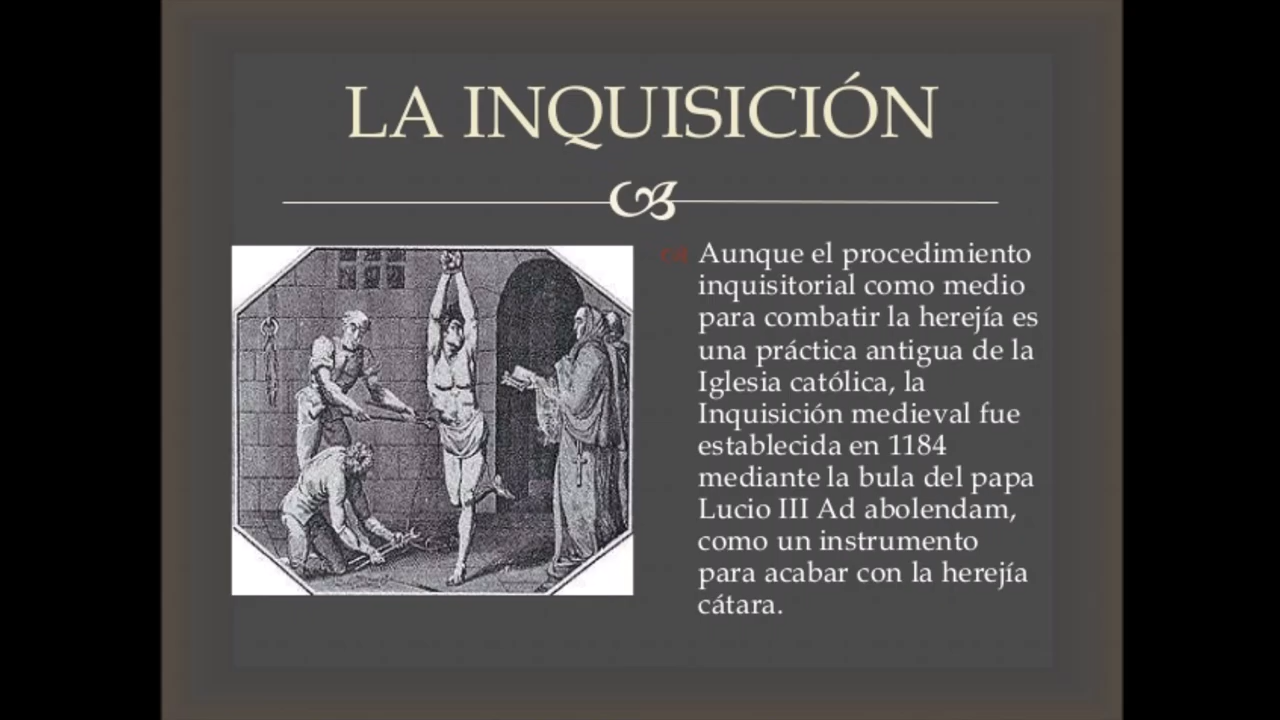 LA INQUISICIÓN
Aunque el procedimiento
inquisitorial como medio
para combatir la herejía es
una práctica antigua de la
Iglesia católica, la
Inquisición medieval fue
establecida en 1184
mediante la bula del papa
Lucio III Ad abolendam,
como un instrumento
para acabar con la herejía
cátara.